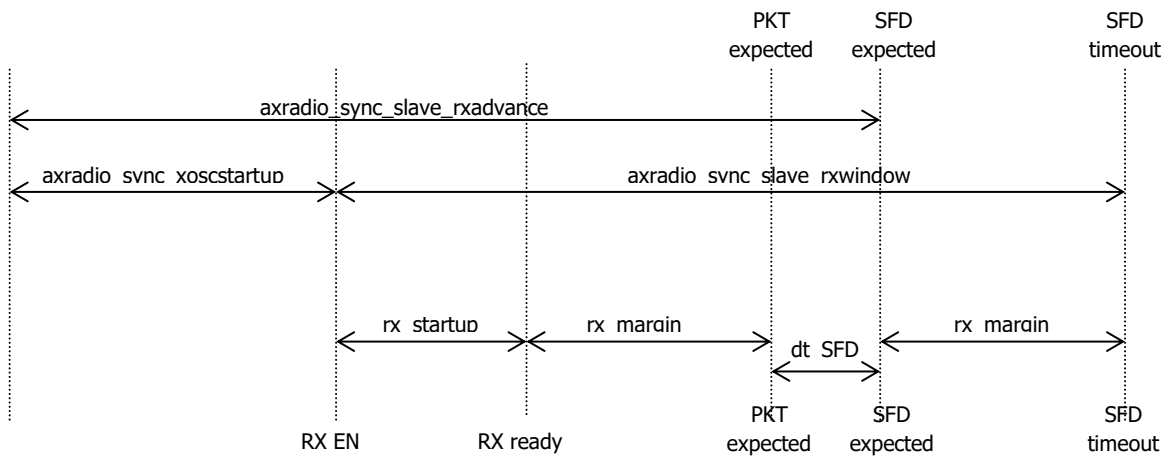 PKT expected
SFD expected
SFD timeout
axradio_sync_slave_rxadvance
axradio_sync_xoscstartup
axradio_sync_slave_rxwindow
rx_startup
rx_margin
rx_margin
dt_SFD
RX EN
RX ready
PKT expected
SFD expected
SFD timeout